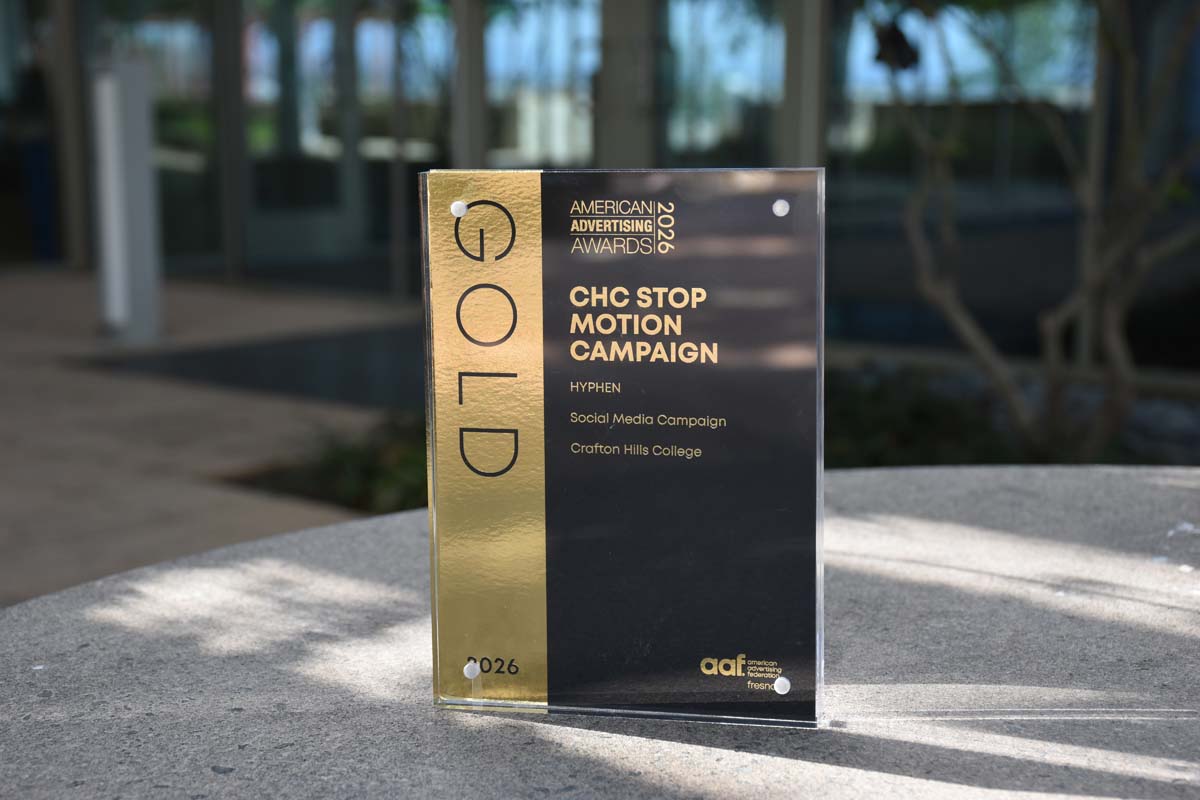 GOLD
2026
AMERICAN
ADVERTISING
AWARDS
2026
CHC STOP
MOTION
CAMPAIGN
HYPHEN
Social Media Campaign
Crafton Hills College
aaf.
american
advertising
federation
fresno